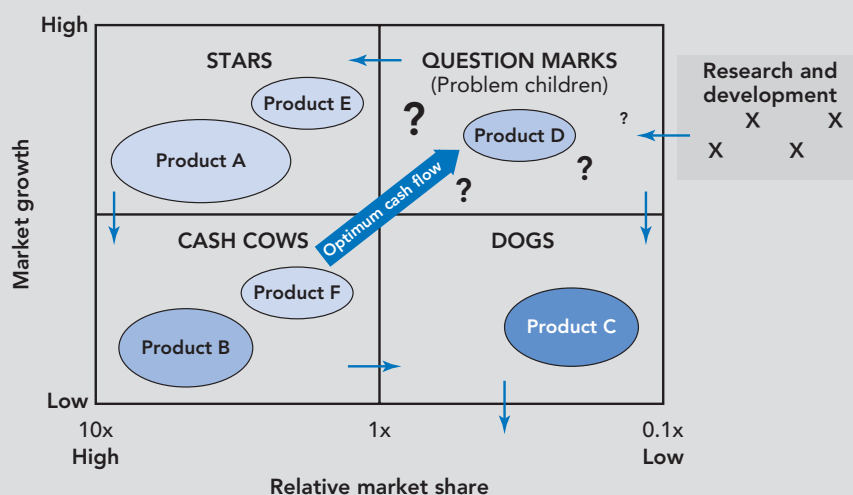 High
STARS
QUESTION MARKS
(Problem children)
Research and
development
Product E
?
?
X
X
Product D
Product A
X
X
?
?
Optimum cash flow
Market growth
CASH COWS
DOGS
Product F
Product C
Product B
Low
10x
1x
0.1x
High
Low
Relative market share